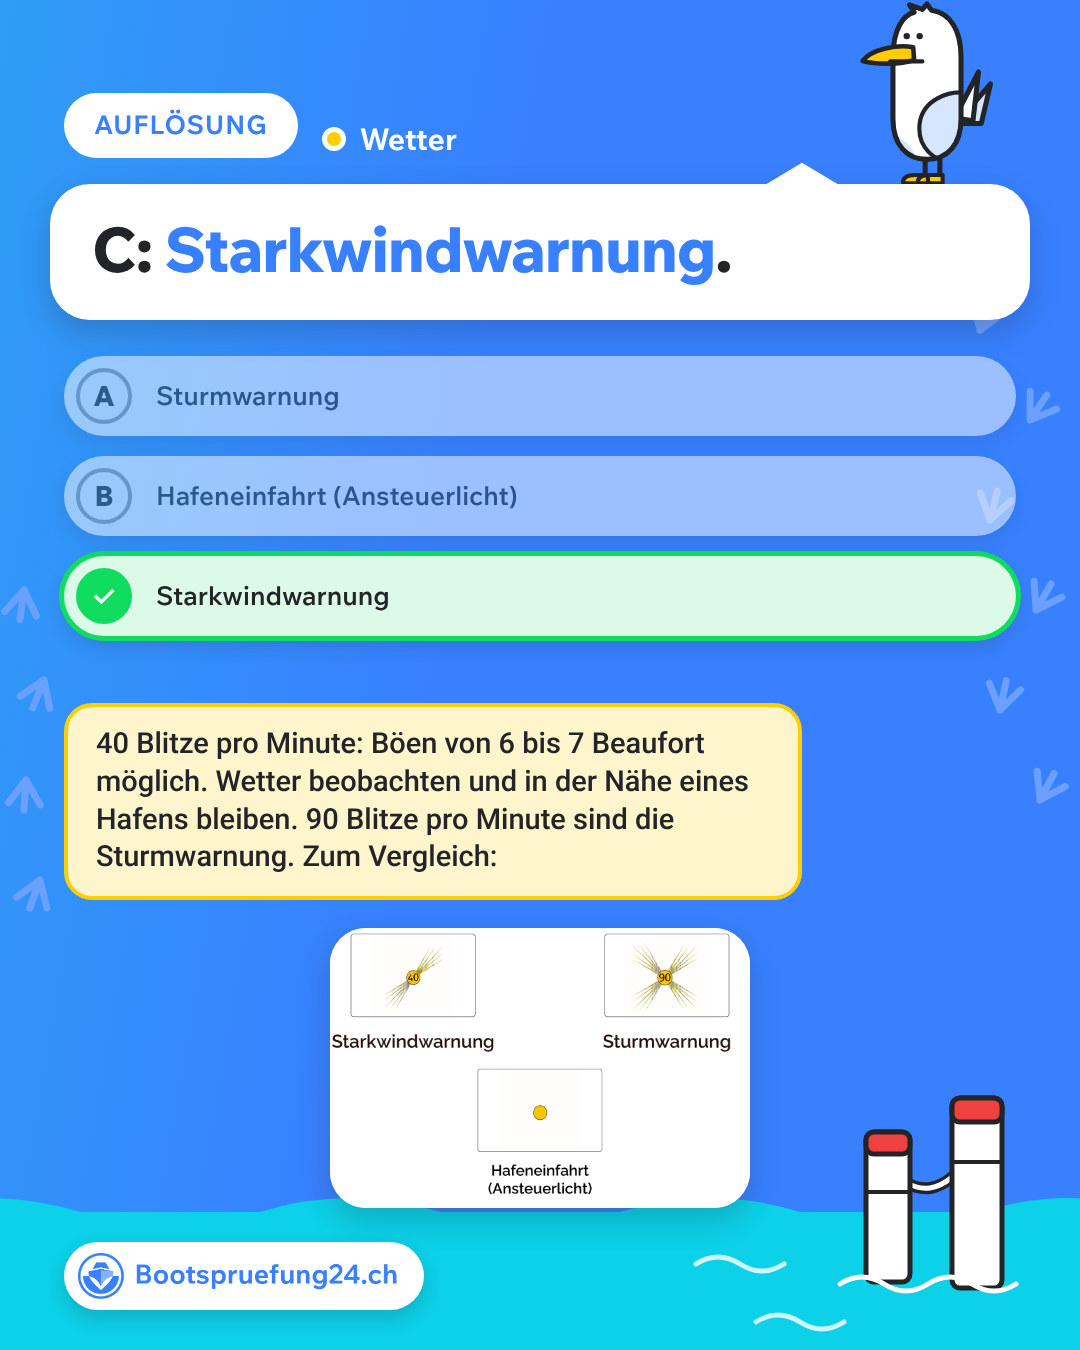 AUFLÖSUNG
Wetter
C: Starkwindwarnung.
A Sturmwarnung
B Hafeneinfahrt (Ansteuerlicht)
Starkwindwarnung
40 Blitze pro Minute: Böen von 6 bis 7 Beaufort
möglich. Wetter beobachten und in der Nähe eines
Hafens bleiben. 90 Blitze pro Minute sind die
Sturmwarnung. Zum Vergleich:
40
90
Starkwindwarnung
Sturmwarnung
Hafeneinfahrt
(Ansteuerlicht)
Bootspruefung24.ch